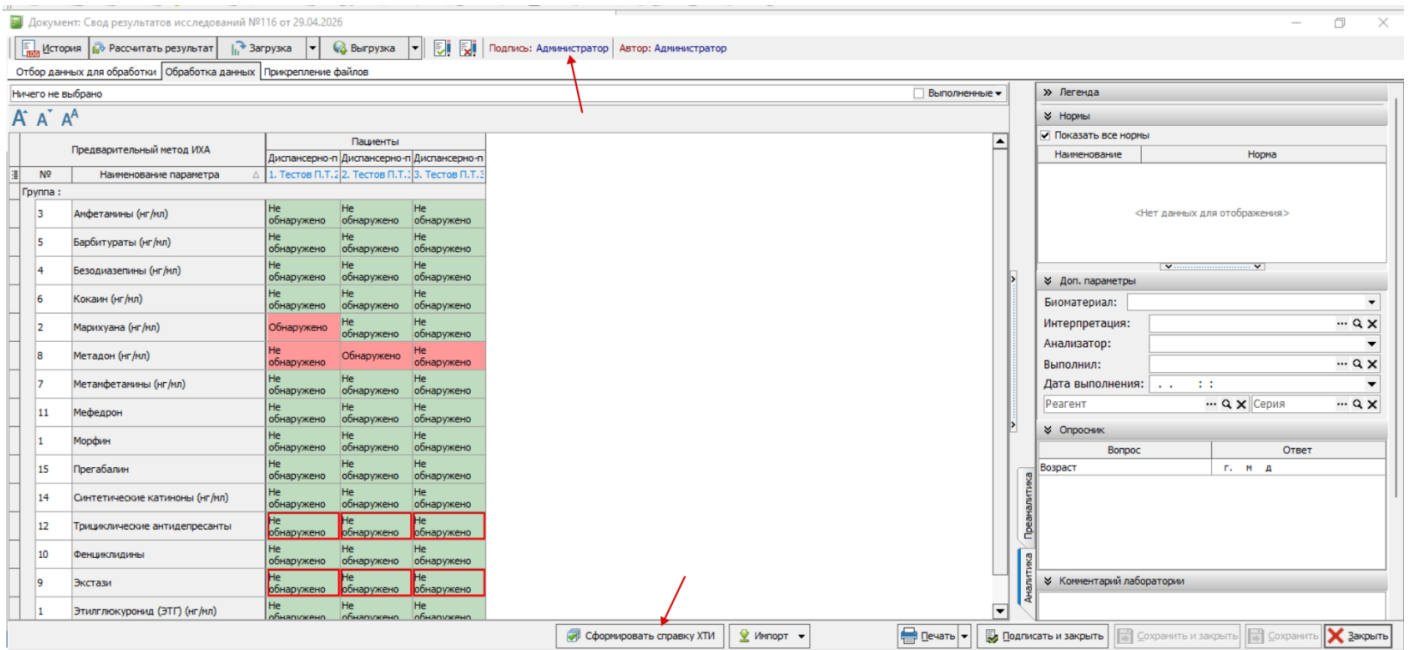 Документ: Свод результатов исследований №116 от 29.04.2026
История Рассчитать результат Загрузка Выгрузка Подпись: Администратор Автор: Администратор
Отбор данных для обработки Обработка данных Прикрепление файлов
Ничего не выбрано Выполненные
Предварительный метод ИХА Пациенты
Диспансерно-п Диспансерно-п Диспансерно-п
№ Наименование параметра 1. Тестов П.Т. 2. Тестов П.Т. 3. Тестов П.Т.
Группа :
3 Амфетамины (нг/мл) Не обнаружено Не обнаружено Не обнаружено
5 Барбитураты (нг/мл) Не обнаружено Не обнаружено Не обнаружено
4 Безодиазепины (нг/мл) Не обнаружено Не обнаружено Не обнаружено
6 Кокаин (нг/мл) Не обнаружено Не обнаружено Не обнаружено
2 Марихуана (нг/мл) Обнаружено Не обнаружено Не обнаружено
8 Метадон (нг/мл) Не обнаружено Обнаружено Не обнаружено
7 Метамфетамины (нг/мл) Не обнаружено Не обнаружено Не обнаружено
11 Мефедрон Не обнаружено Не обнаружено Не обнаружено
1 Морфин Не обнаружено Не обнаружено Не обнаружено
15 Прегабалин Не обнаружено Не обнаружено Не обнаружено
14 Синтетические катиноны (нг/мл) Не обнаружено Не обнаружено Не обнаружено
12 Трициклические антидепресанты Не обнаружено Не обнаружено Не обнаружено
10 Фенциклидины Не обнаружено Не обнаружено Не обнаружено
9 Экстази Не обнаружено Не обнаружено Не обнаружено
1 Этилглюкуронид (ЭТГ) (нг/мл) Не обнаружено Не обнаружено Не обнаружено
Легенда
Нормы
Показать все нормы
Наименование Норма
<Нет данных для отображения>
Доп. параметры
Биоматериал:
Интерпретация:
Анализатор:
Выполнил:
Дата выполнения: . . : :
Реагент Серия
Опросник
Вопрос Ответ
Возраст г. м д
Преаналитика
Аналитика
Комментарий лаборатории
Сформировать справку ХТИ Импорт Печать Подписать и закрыть Сохранить и закрыть Сохранить Закрыть